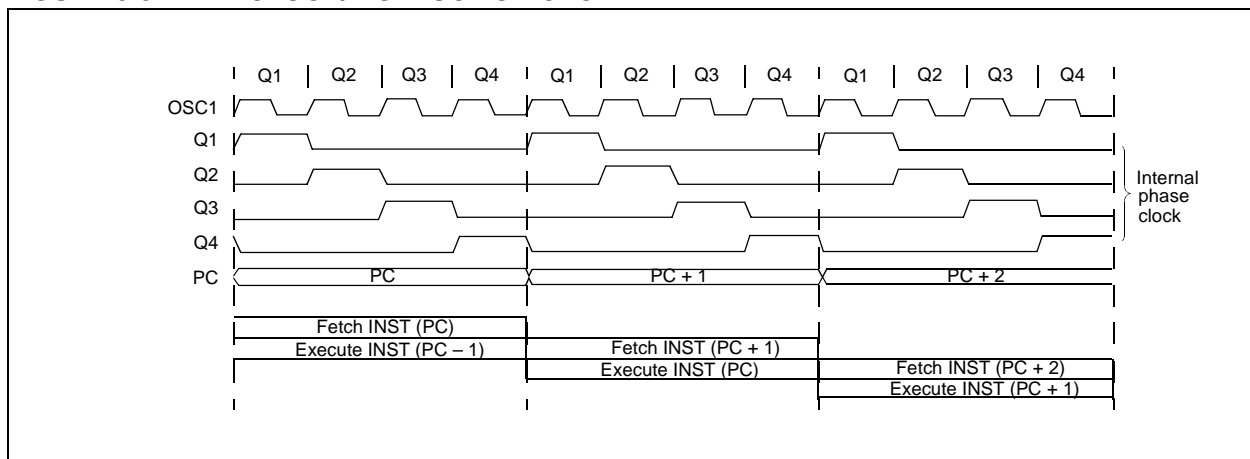 Q1 Q2 Q3 Q4 Q1 Q2 Q3 Q4 Q1 Q2 Q3 Q4
OSC1
Q1
Q2
Q3
Q4
Internal
phase
clock
PC
PC PC + 1 PC + 2
Fetch INST (PC)
Execute INST (PC – 1) Fetch INST (PC + 1)
Execute INST (PC) Fetch INST (PC + 2)
Execute INST (PC + 1)